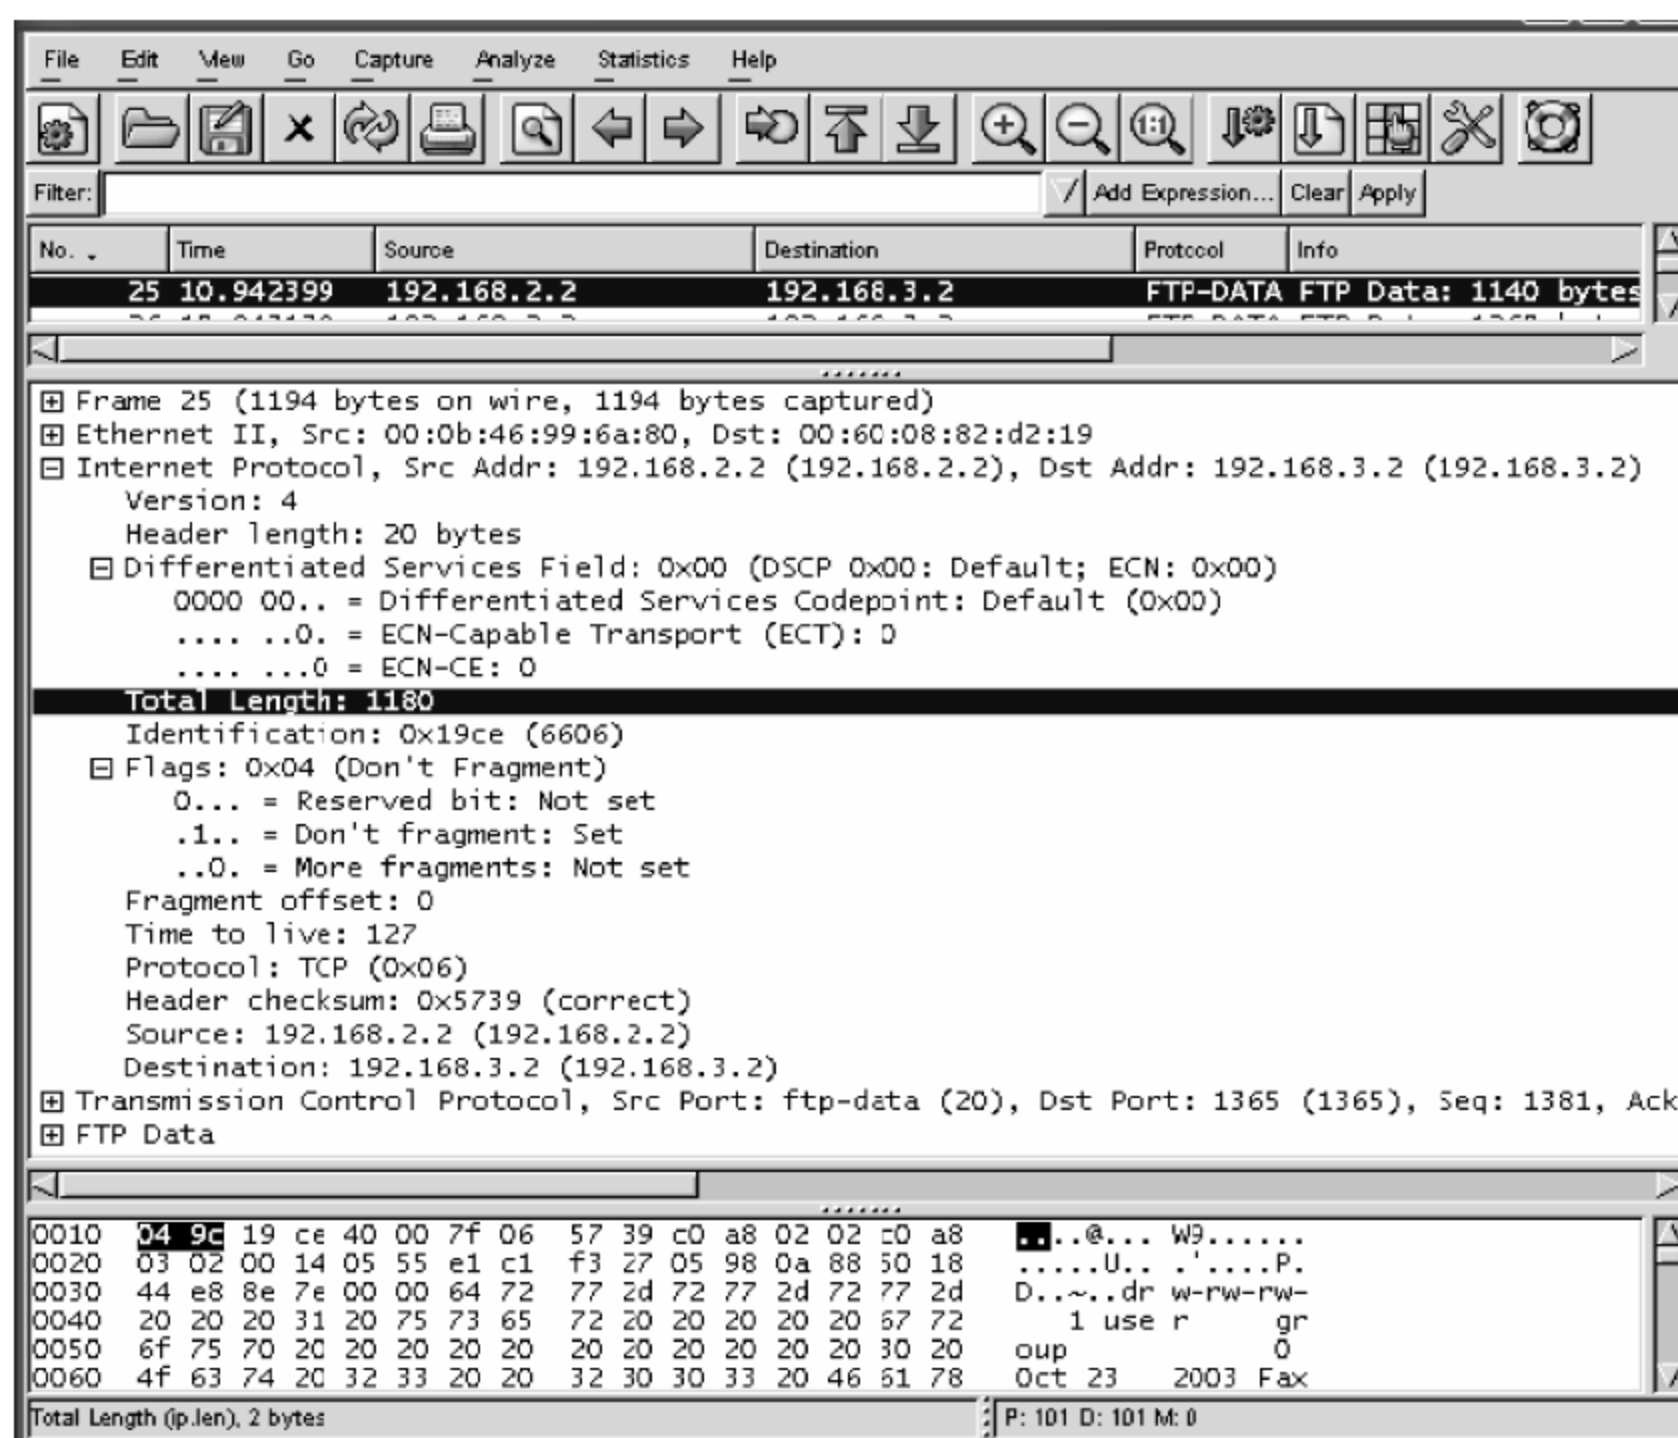 File Edit View Go Capture Analyze Statistics Help
1:1
Filter: Add Expression... Clear Apply
No. Time Source Destination Protocol Info
25 10.942399 192.168.2.2 192.168.3.2 FTP-DATA FTP Data: 1140 bytes
Frame 25 (1194 bytes on wire, 1194 bytes captured)
Ethernet II, Src: 00:0b:46:99:6a:80, Dst: 00:60:08:82:d2:19
Internet Protocol, Src Addr: 192.168.2.2 (192.168.2.2), Dst Addr: 192.168.3.2 (192.168.3.2)
Version: 4
Header length: 20 bytes
Differentiated Services Field: 0x00 (DSCP 0x00: Default; ECN: 0x00)
0000 00.. = Differentiated Services Codepoint: Default (0x00)
.... ..0. = ECN-Capable Transport (ECT): 0
.... ...0 = ECN-CE: 0
Total Length: 1180
Identification: 0x19ce (6606)
Flags: 0x04 (Don't Fragment)
0... = Reserved bit: Not set
.1.. = Don't fragment: Set
..0. = More fragments: Not set
Fragment offset: 0
Time to live: 127
Protocol: TCP (0x06)
Header checksum: 0x5739 (correct)
Source: 192.168.2.2 (192.168.2.2)
Destination: 192.168.3.2 (192.168.3.2)
Transmission Control Protocol, Src Port: ftp-data (20), Dst Port: 1365 (1365), Seq: 1381, Ack
FTP Data
0010 04 9c 19 ce 40 00 7f 06 57 39 c0 a8 02 02 c0 a8 ....@... W9......
0020 03 02 00 14 05 55 e1 c1 f3 27 05 98 0a 88 50 18 .....U.. .'....P.
0030 44 e8 8e 7e 00 00 64 72 77 2d 72 77 2d 72 77 2d D..~..dr w-rw-rw-
0040 20 20 20 31 20 75 73 65 72 20 20 20 20 20 67 72 1 use r gr
0050 6f 75 70 20 20 20 20 20 20 20 20 20 20 20 30 20 oup 0
0060 4f 63 74 20 32 33 20 20 32 30 30 33 20 46 61 78 Oct 23 2003 Fax
Total Length (ip.len), 2 bytes P: 101 D: 101 M: 0